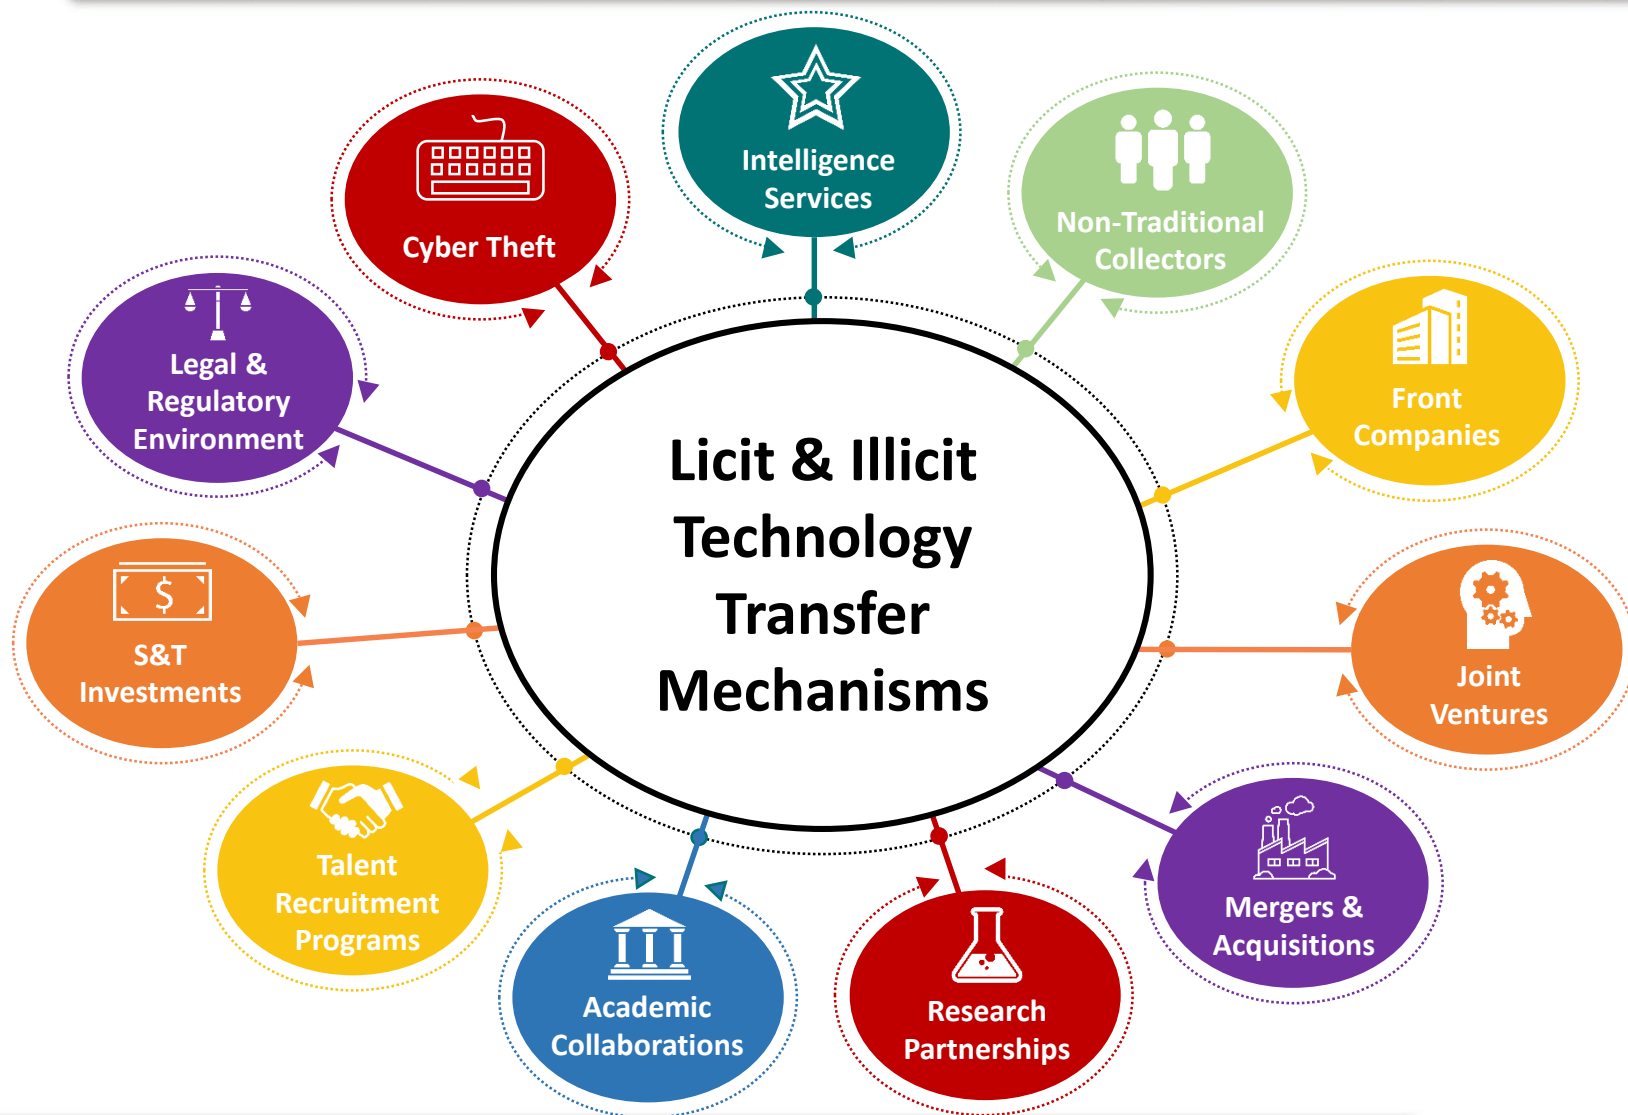 Licit & Illicit
Technology
Transfer
Mechanisms
Intelligence
Services
Non-Traditional
Collectors
Front
Companies
Joint
Ventures
Mergers &
Acquisitions
Research
Partnerships
Academic
Collaborations
Talent
Recruitment
Programs
S&T
Investments
$
Legal &
Regulatory
Environment
Cyber Theft